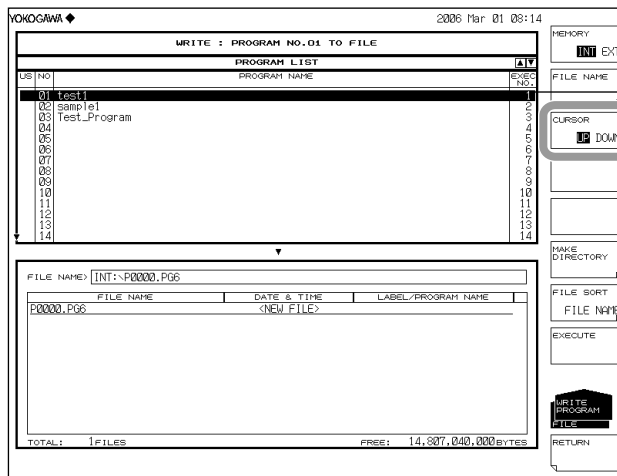 YOKOGAWA ◆ 2006 Mar 01 08:14
WRITE : PROGRAM NO.01 TO FILE
PROGRAM LIST
US NO PROGRAM NAME EXEC NO.
01 test1 1
02 sample1 2
03 Test_Program 3
04 4
05 5
06 6
07 7
08 8
09 9
10 10
11 11
12 12
13 13
14 14
FILE NAME> INT:\P0000.PG6
FILE NAME DATE & TIME LABEL/PROGRAM NAME
P0000.PG6 <NEW FILE>
TOTAL: 1FILES FREE: 14,807,040,000BYTES
MEMORY
INT EXT
FILE NAME
CURSOR
UP DOWN
MAKE
DIRECTORY
FILE SORT
FILE NAME
EXECUTE
WRITE
PROGRAM
FILE
RETURN